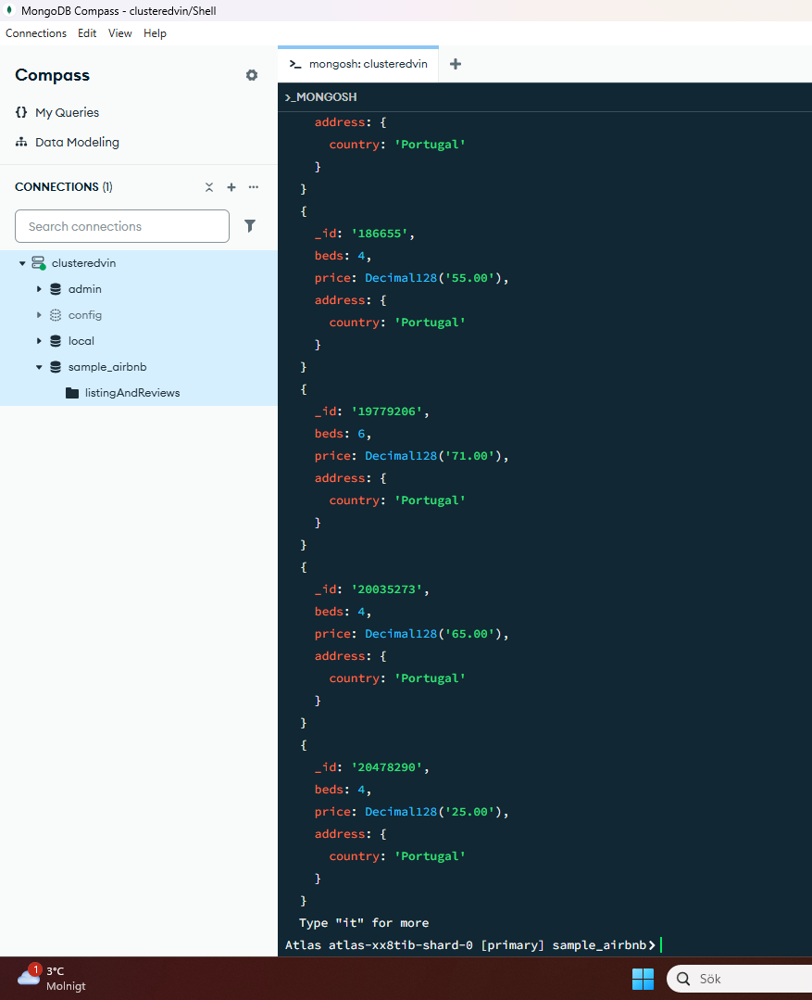 MongoDB Compass - clusteredvin/Shell
Connections Edit View Help
Compass
{} My Queries
Data Modeling
CONNECTIONS (1)
Search connections
clusteredvin
admin
config
local
sample_airbnb
listingAndReviews
>_ mongosh: clusteredvin
>_MONGOSH
address: {
country: 'Portugal'
}
}
{
_id: '186655',
beds: 4,
price: Decimal128('55.00'),
address: {
country: 'Portugal'
}
}
{
_id: '19779206',
beds: 6,
price: Decimal128('71.00'),
address: {
country: 'Portugal'
}
}
{
_id: '20035273',
beds: 4,
price: Decimal128('65.00'),
address: {
country: 'Portugal'
}
}
{
_id: '20478290',
beds: 4,
price: Decimal128('25.00'),
address: {
country: 'Portugal'
}
}
Type "it" for more
Atlas atlas-xx8tib-shard-0 [primary] sample_airbnb>
1
3°C
Molnigt
Sök